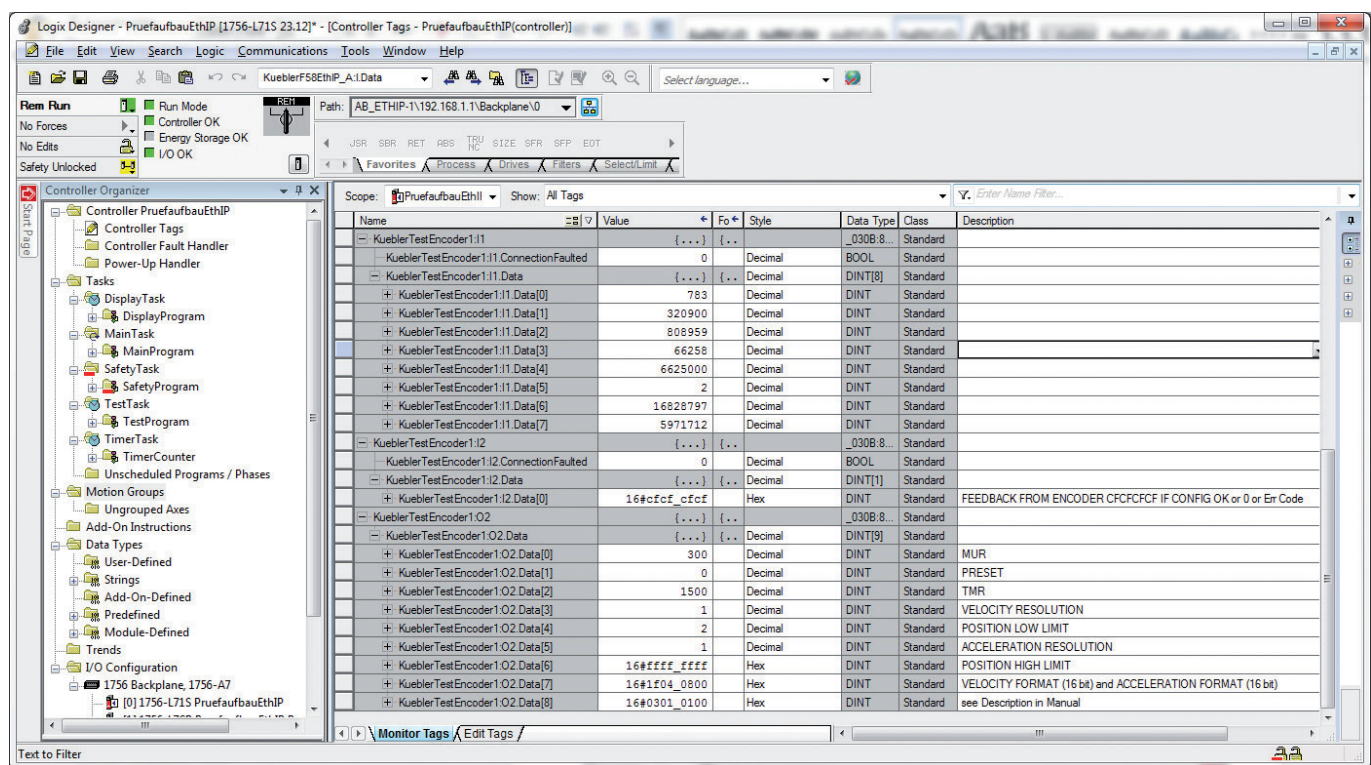 Logix Designer - PruefaufbauEthIP [1756-L71S 23.12]* - [Controller Tags - PruefaufbauEthIP(controller)]
File Edit View Search Logic Communications Tools Window Help
KueblerF58EthIP_A:I.Data Select language...
Rem Run Run Mode REM Path: AB_ETHIP-1\192.168.1.1\Backplane\0
No Forces Controller OK
No Edits Energy Storage OK JSR SBR RET ABS TRUNC SIZE SFR SFP EOT
Safety Unlocked I/O OK Favorites Process Drives Filters Select/Limit
Start Page
Controller Organizer
Controller PruefaufbauEthIP
Controller Tags
Controller Fault Handler
Power-Up Handler
Tasks
DisplayTask
DisplayProgram
MainTask
MainProgram
SafetyTask
SafetyProgram
TestTask
TestProgram
TimerTask
TimerCounter
Unscheduled Programs / Phases
Motion Groups
Ungrouped Axes
Add-On Instructions
Data Types
User-Defined
Strings
Add-On-Defined
Predefined
Module-Defined
Trends
I/O Configuration
1756 Backplane, 1756-A7
[0] 1756-L71S PruefaufbauEthIP
Scope: PruefaufbauEthII Show: All Tags Enter Name Filter...
Name Value Fo Style Data Type Class Description
KueblerTestEncoder1:I1 {...} {.. _030B:8... Standard
KueblerTestEncoder1:I1.ConnectionFaulted 0 Decimal BOOL Standard
KueblerTestEncoder1:I1.Data {...} {.. Decimal DINT[8] Standard
KueblerTestEncoder1:I1.Data[0] 783 Decimal DINT Standard
KueblerTestEncoder1:I1.Data[1] 320900 Decimal DINT Standard
KueblerTestEncoder1:I1.Data[2] 808959 Decimal DINT Standard
KueblerTestEncoder1:I1.Data[3] 66258 Decimal DINT Standard
KueblerTestEncoder1:I1.Data[4] 6625000 Decimal DINT Standard
KueblerTestEncoder1:I1.Data[5] 2 Decimal DINT Standard
KueblerTestEncoder1:I1.Data[6] 16828797 Decimal DINT Standard
KueblerTestEncoder1:I1.Data[7] 5971712 Decimal DINT Standard
KueblerTestEncoder1:I2 {...} {.. _030B:8... Standard
KueblerTestEncoder1:I2.ConnectionFaulted 0 Decimal BOOL Standard
KueblerTestEncoder1:I2.Data {...} {.. Decimal DINT[1] Standard
KueblerTestEncoder1:I2.Data[0] 16#cfcf_cfcf Hex DINT Standard FEEDBACK FROM ENCODER CFCFCFCF IF CONFIG OK or 0 or Err Code
KueblerTestEncoder1:O2 {...} {.. _030B:8... Standard
KueblerTestEncoder1:O2.Data {...} {.. Decimal DINT[9] Standard
KueblerTestEncoder1:O2.Data[0] 300 Decimal DINT Standard MUR
KueblerTestEncoder1:O2.Data[1] 0 Decimal DINT Standard PRESET
KueblerTestEncoder1:O2.Data[2] 1500 Decimal DINT Standard TMR
KueblerTestEncoder1:O2.Data[3] 1 Decimal DINT Standard VELOCITY RESOLUTION
KueblerTestEncoder1:O2.Data[4] 2 Decimal DINT Standard POSITION LOW LIMIT
KueblerTestEncoder1:O2.Data[5] 1 Decimal DINT Standard ACCELERATION RESOLUTION
KueblerTestEncoder1:O2.Data[6] 16#ffff_ffff Hex DINT Standard POSITION HIGH LIMIT
KueblerTestEncoder1:O2.Data[7] 16#1f04_0800 Hex DINT Standard VELOCITY FORMAT (16 bit) and ACCELERATION FORMAT (16 bit)
KueblerTestEncoder1:O2.Data[8] 16#0301_0100 Hex DINT Standard see Description in Manual
Monitor Tags Edit Tags
Text to Filter